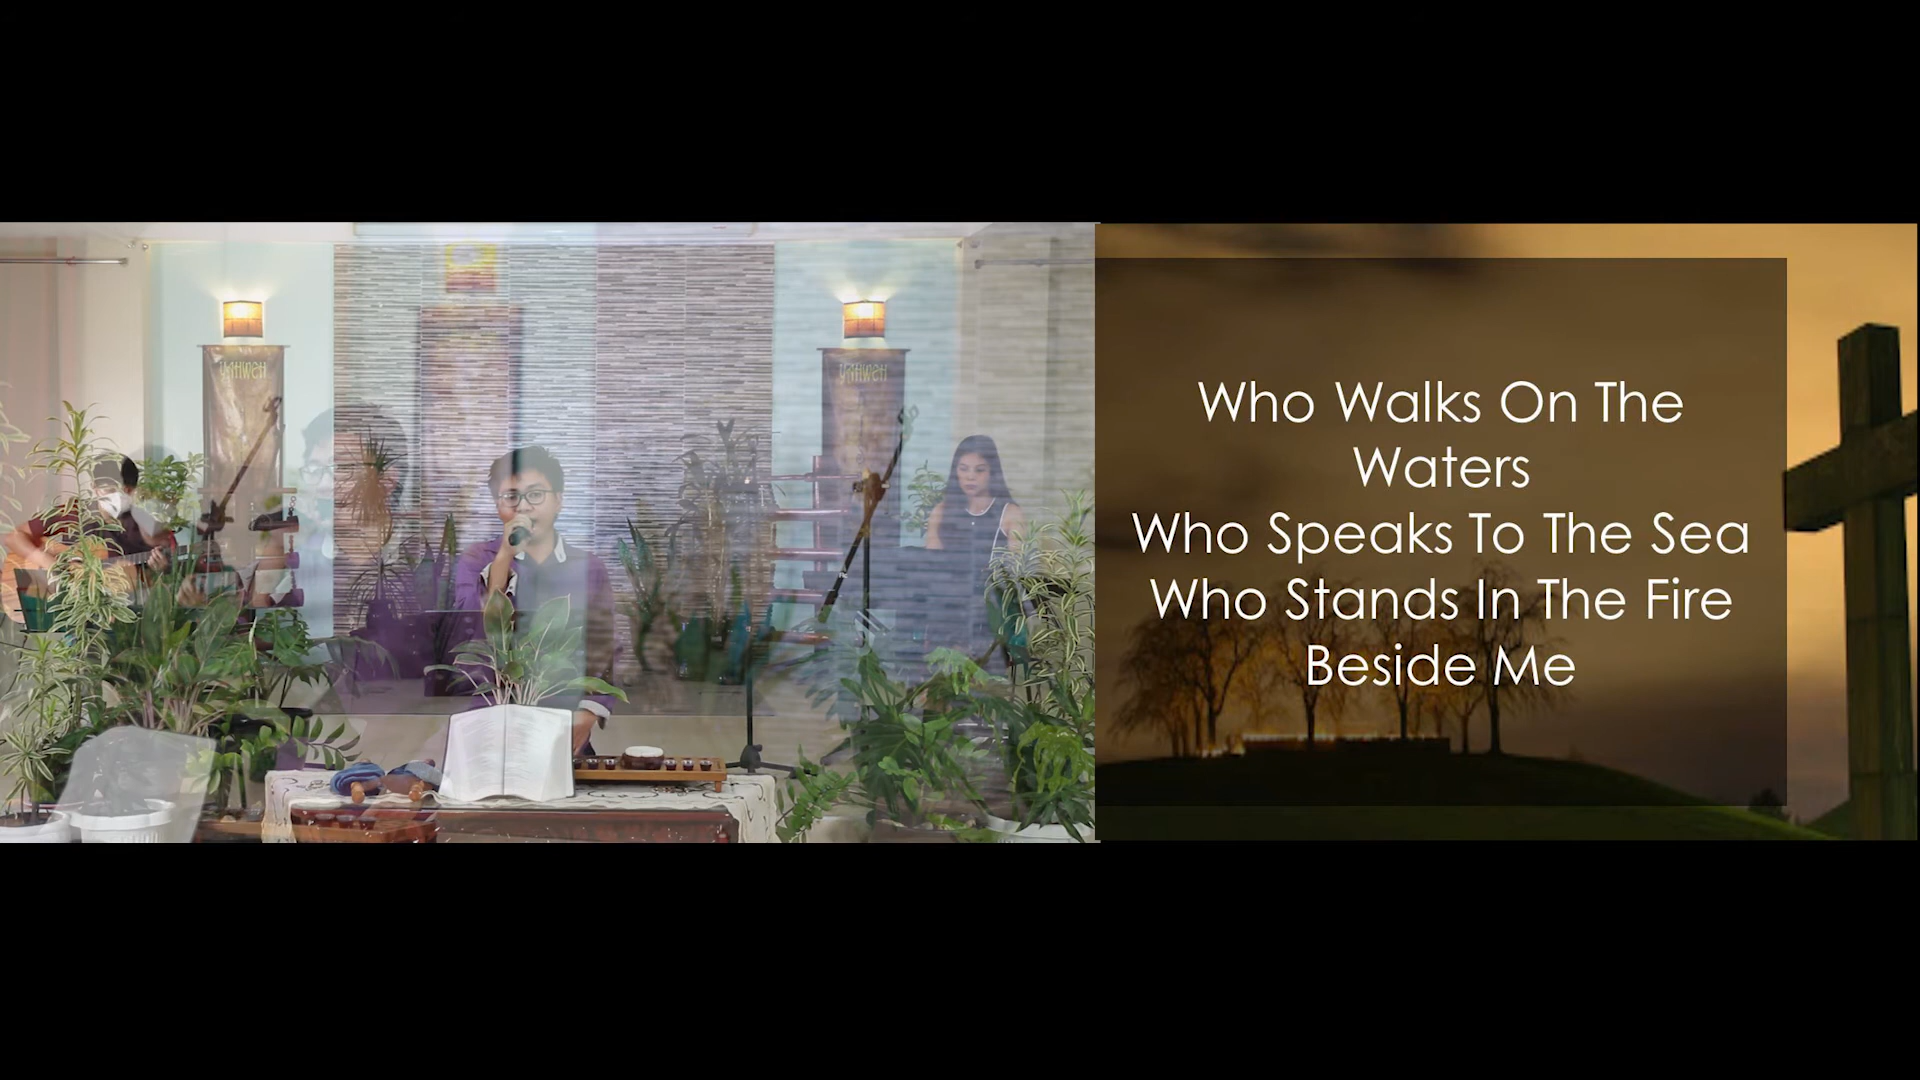 Who Walks On The
Waters
Who Speaks To The Sea
Who Stands In The Fire
Beside Me